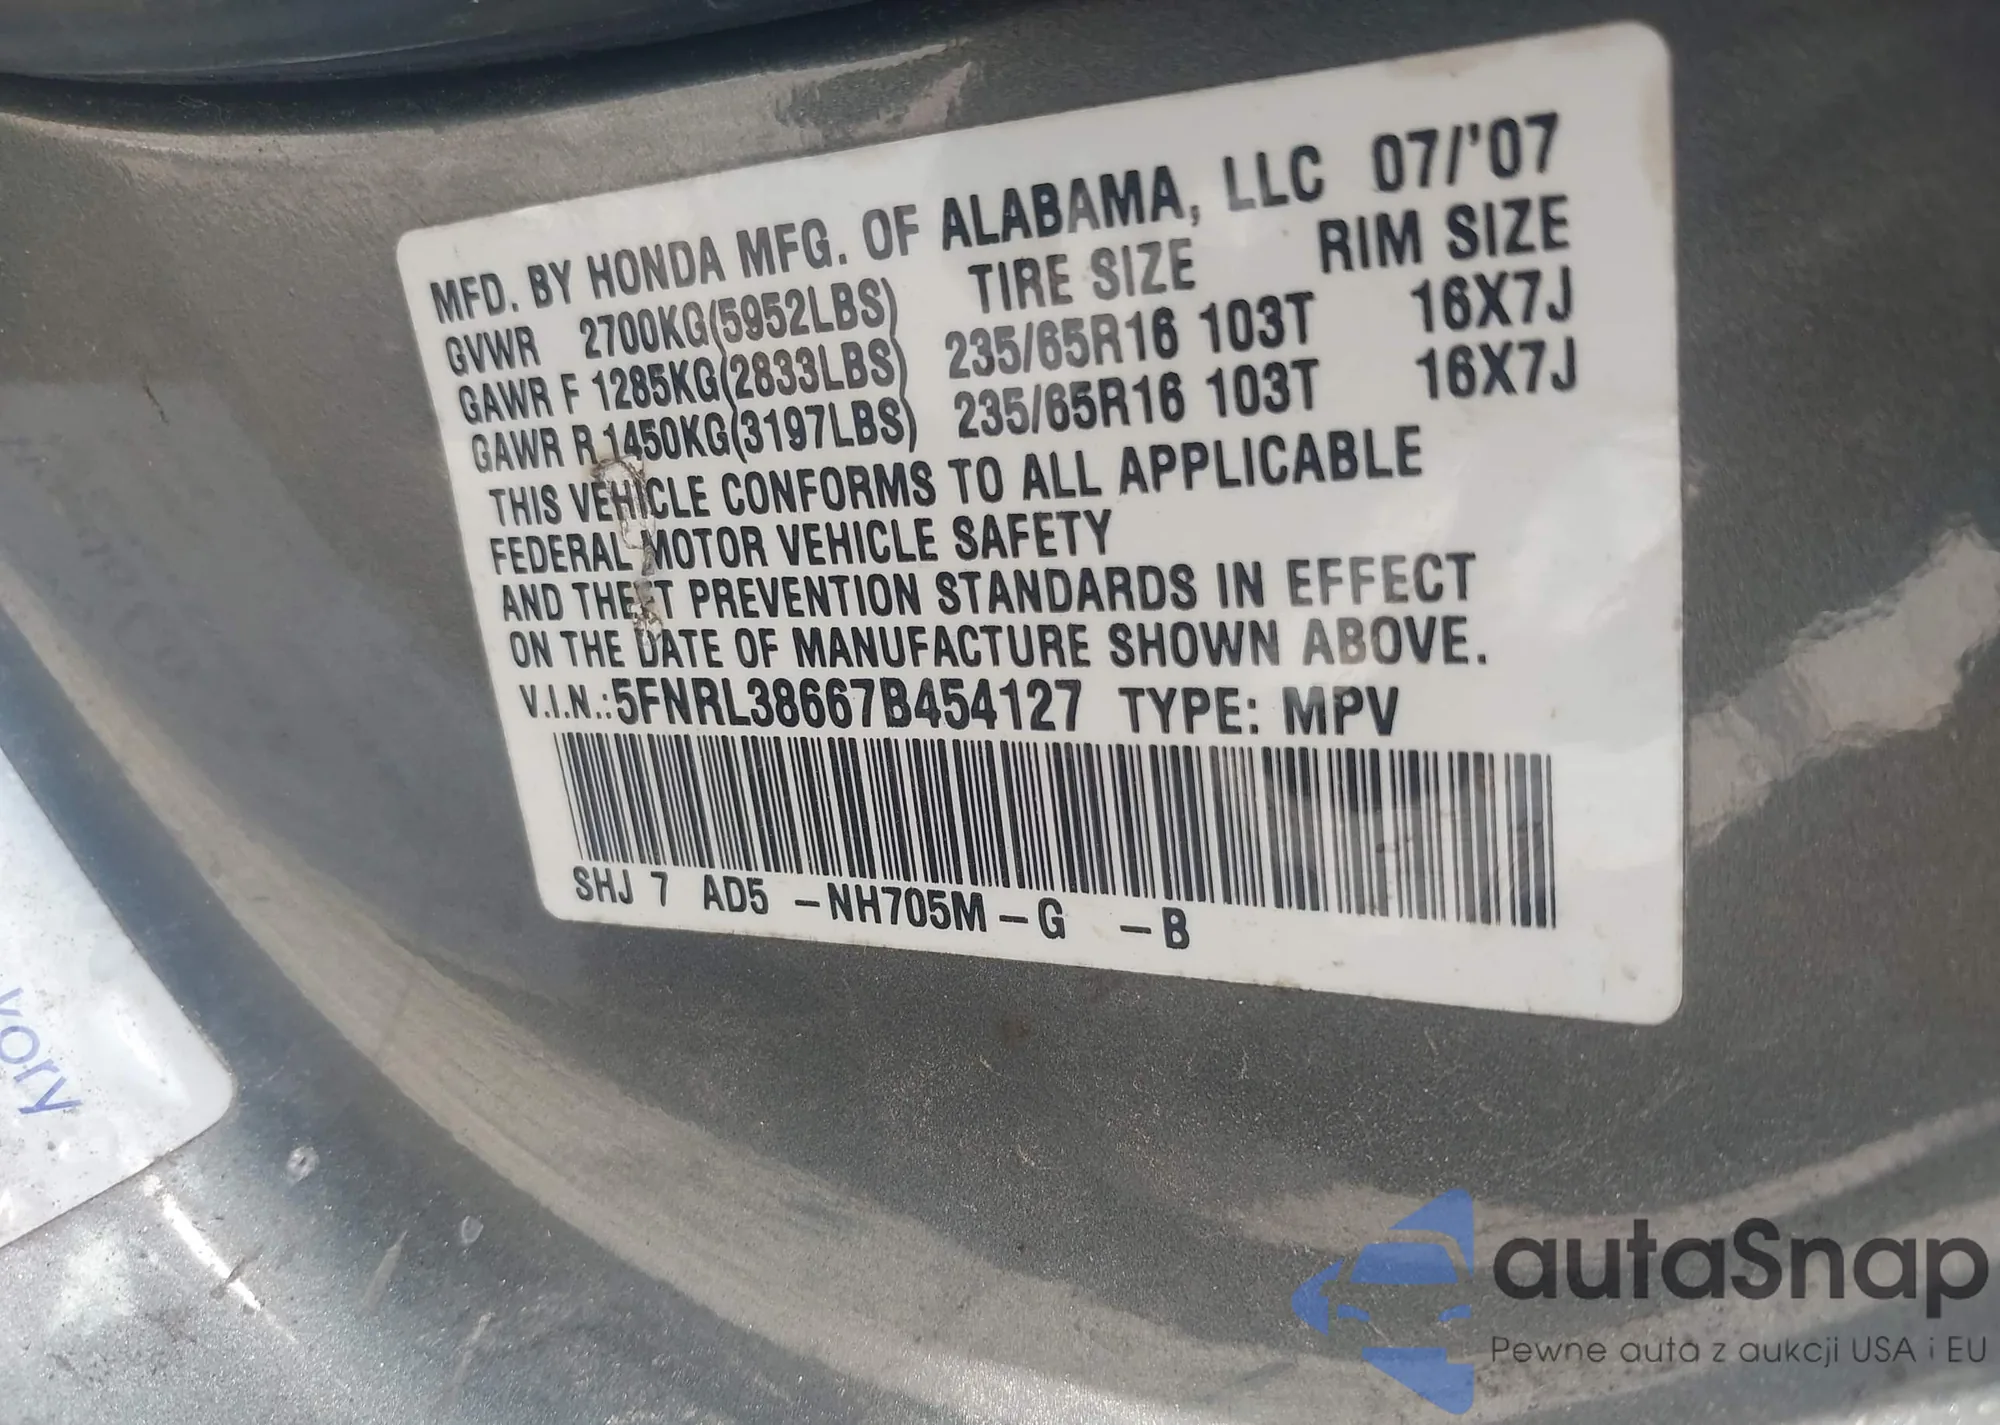 MFD. BY HONDA MFG. OF ALABAMA, LLC 07/'07
GVWR 2700KG(5952LBS) TIRE SIZE RIM SIZE
GAWR F 1285KG(2833LBS) 235/65R16 103T 16X7J
GAWR R 1450KG(3197LBS) 235/65R16 103T 16X7J
THIS VEHICLE CONFORMS TO ALL APPLICABLE
FEDERAL MOTOR VEHICLE SAFETY
AND THEFT PREVENTION STANDARDS IN EFFECT
ON THE DATE OF MANUFACTURE SHOWN ABOVE.
V.I.N.:5FNRL38667B454127 TYPE: MPV
SHJ 7 AD5 -NH705M-G -B
autaSnap
Pewne auta z aukcji USA i EU